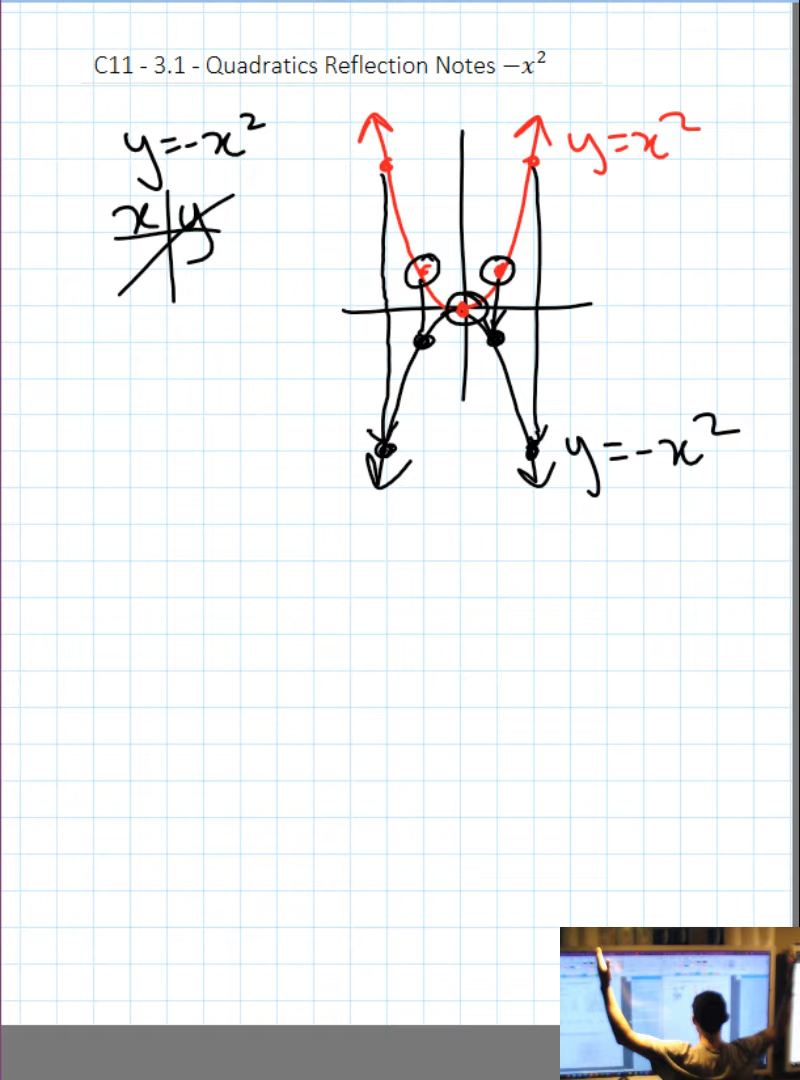 C11 - 3.1 - Quadratics Reflection Notes −x²
y=-x²
y=x²
x y
y=-x²